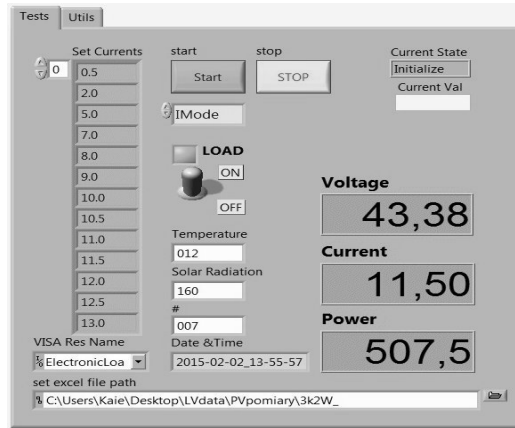 Tests Utils
Set Currents
0
0.5
2.0
5.0
7.0
8.0
9.0
10.0
10.5
11.0
11.5
12.0
12.5
13.0
start
stop
Start
STOP
IMode
LOAD
ON
OFF
Temperature
012
Solar Radiation
160
#
007
Date &Time
2015-02-02_13-55-57
Current State
Initialize
Current Val
Voltage
43,38
Current
11,50
Power
507,5
VISA Res Name
ElectronicLoa
set excel file path
C:\Users\Kaie\Desktop\LVdata\PVpomiary\3k2W_